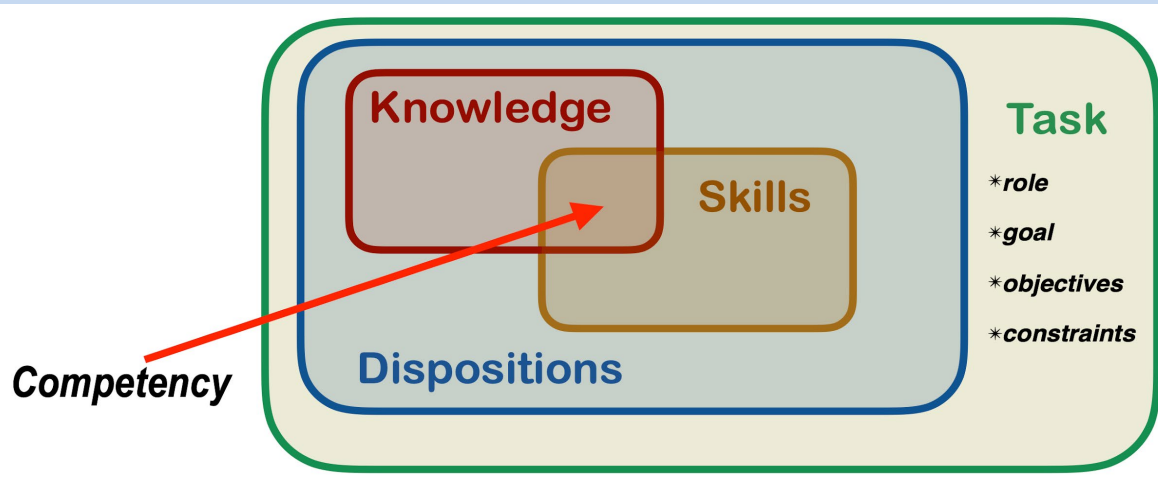 Knowledge
Task
Skills
*role
*goal
*objectives
*constraints
Dispositions
Competency